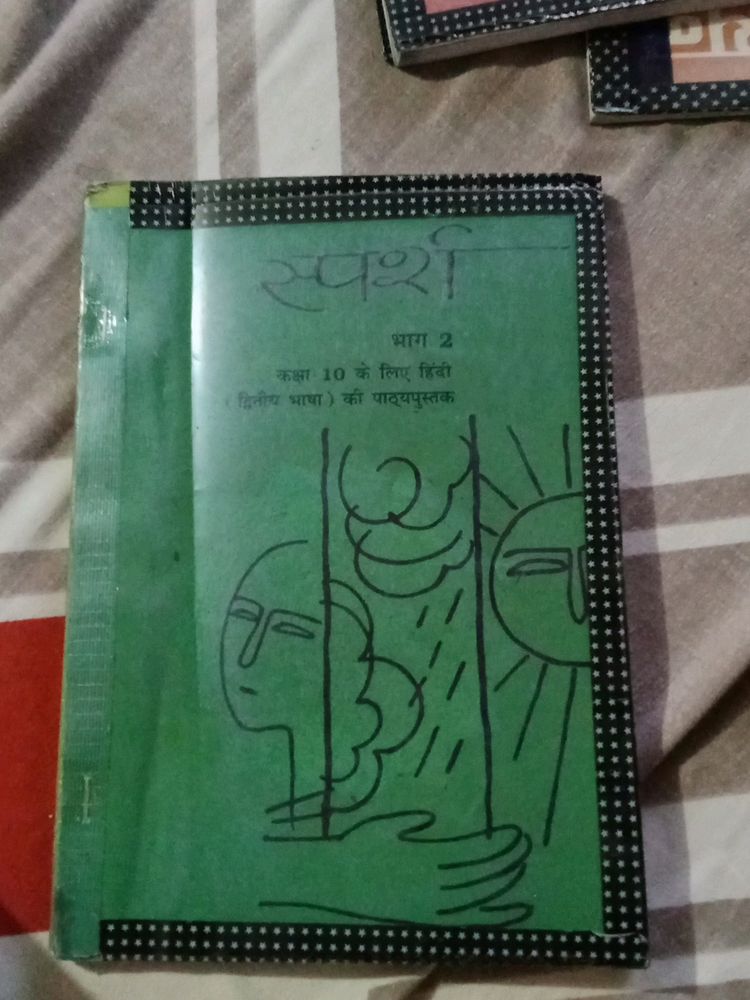 स्पर्श
भाग 2
कक्षा 10 के लिए हिंदी
(द्वितीय भाषा) की पाठ्यपुस्तक